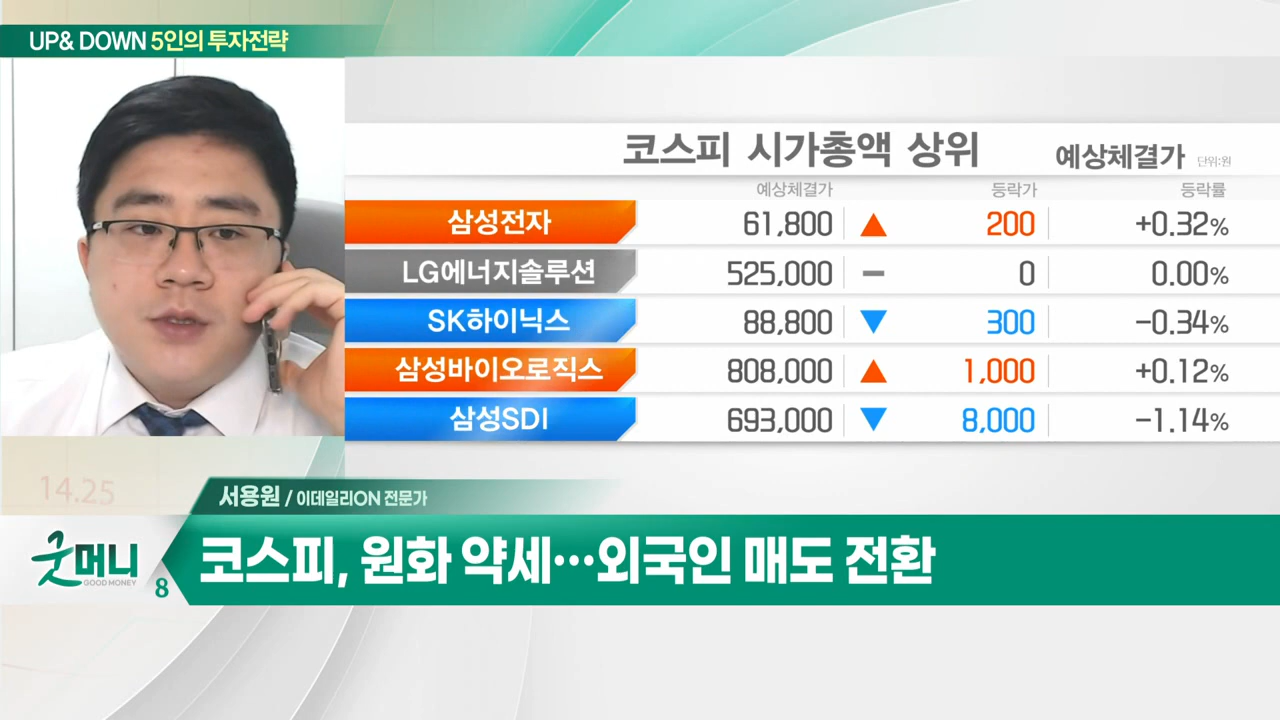 UP& DOWN 5인의 투자전략
코스피 시가총액 상위 예상체결가 단위:원
예상체결가 등락가 등락률
삼성전자 61,800 ▲ 200 +0.32%
LG에너지솔루션 525,000 – 0 0.00%
SK하이닉스 88,800 ▼ 300 -0.34%
삼성바이오로직스 808,000 ▲ 1,000 +0.12%
삼성SDI 693,000 ▼ 8,000 -1.14%
14.25
서용원 / 이데일리ON 전문가
굿머니
GOOD MONEY
8
코스피, 원화 약세…외국인 매도 전환